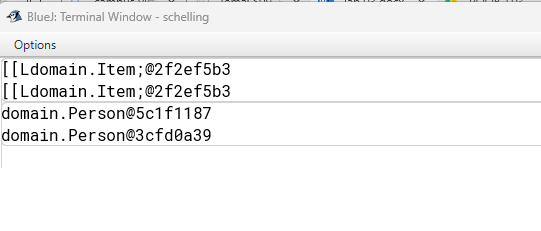 BlueJ: Terminal Window - schelling
Options
[[Ldomain.Item;@2f2ef5b3
[[Ldomain.Item;@2f2ef5b3
domain.Person@5c1f1187
domain.Person@3cfd0a39